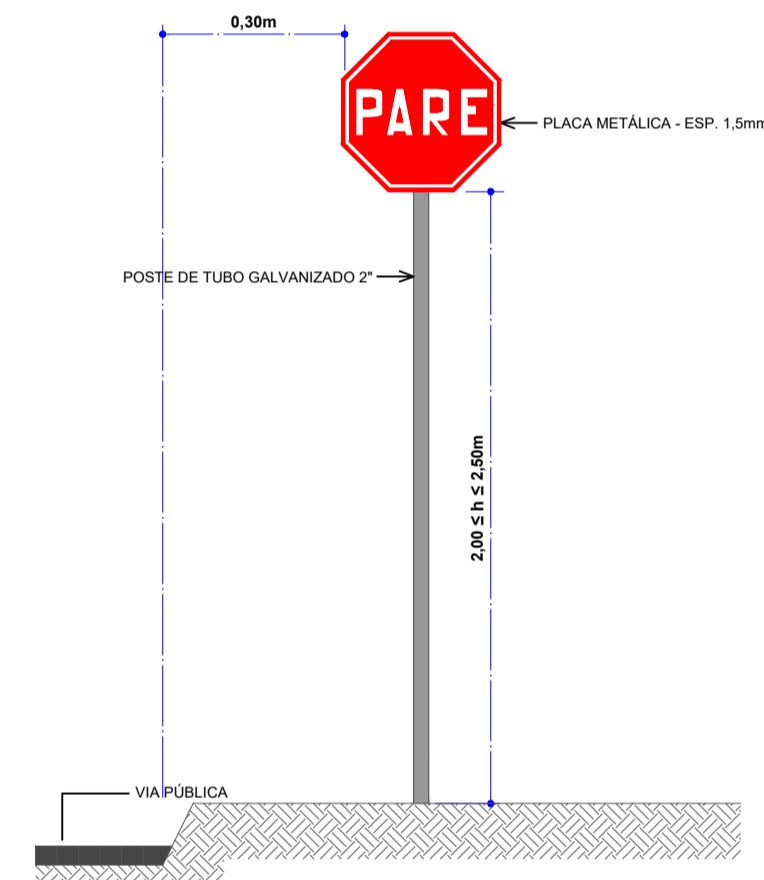 0,30m
PARE
PLACA METÁLICA - ESP. 1,5mm
POSTE DE TUBO GALVANIZADO 2"
2,00 ≤ h ≤ 2,50m
VIA PÚBLICA